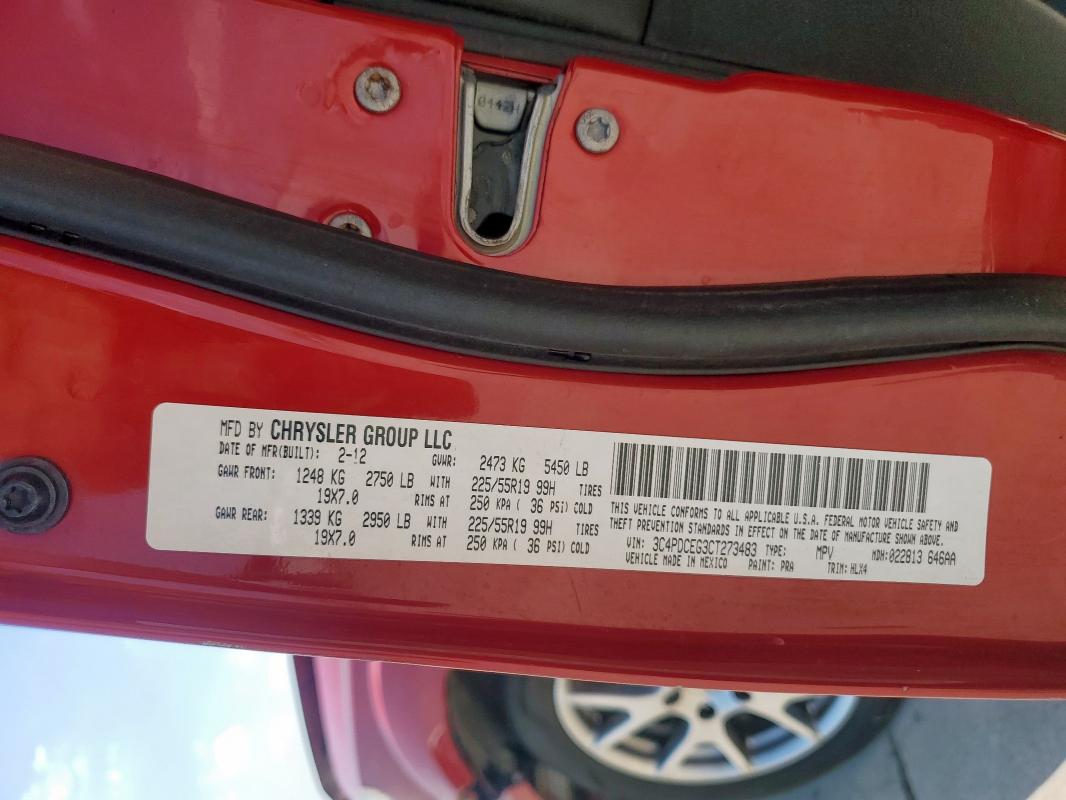 MFD BY CHRYSLER GROUP LLC
DATE OF MFR(BUILT): 2-12 GVWR: 2473 KG 5450 LB
GAWR FRONT: 1248 KG 2750 LB WITH 225/55R19 99H TIRES
19X7.0 RIMS AT 250 KPA ( 36 PSI) COLD
GAWR REAR: 1339 KG 2950 LB WITH 225/55R19 99H TIRES
19X7.0 RIMS AT 250 KPA ( 36 PSI) COLD
THIS VEHICLE CONFORMS TO ALL APPLICABLE U.S.A. FEDERAL MOTOR VEHICLE SAFETY AND
THEFT PREVENTION STANDARDS IN EFFECT ON THE DATE OF MANUFACTURE SHOWN ABOVE.
VIN: 3C4PDCEG3CT273483 TYPE: MPV MDH: 022813 646AA
VEHICLE MADE IN MEXICO PAINT: PRA TRIM: HLX4